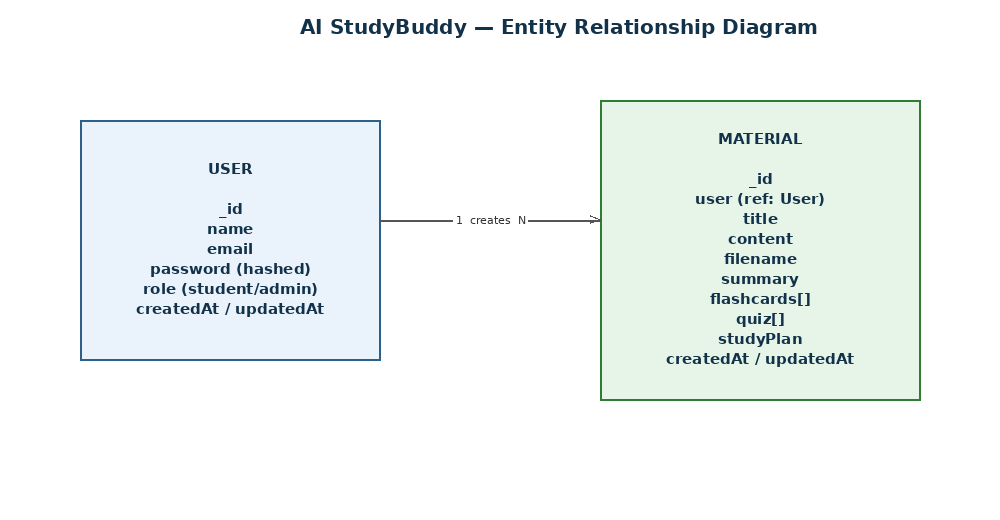 AI StudyBuddy — Entity Relationship Diagram
USER
_id
name
email
password (hashed)
role (student/admin)
createdAt / updatedAt
1 creates N
MATERIAL
_id
user (ref: User)
title
content
filename
summary
flashcards[]
quiz[]
studyPlan
createdAt / updatedAt